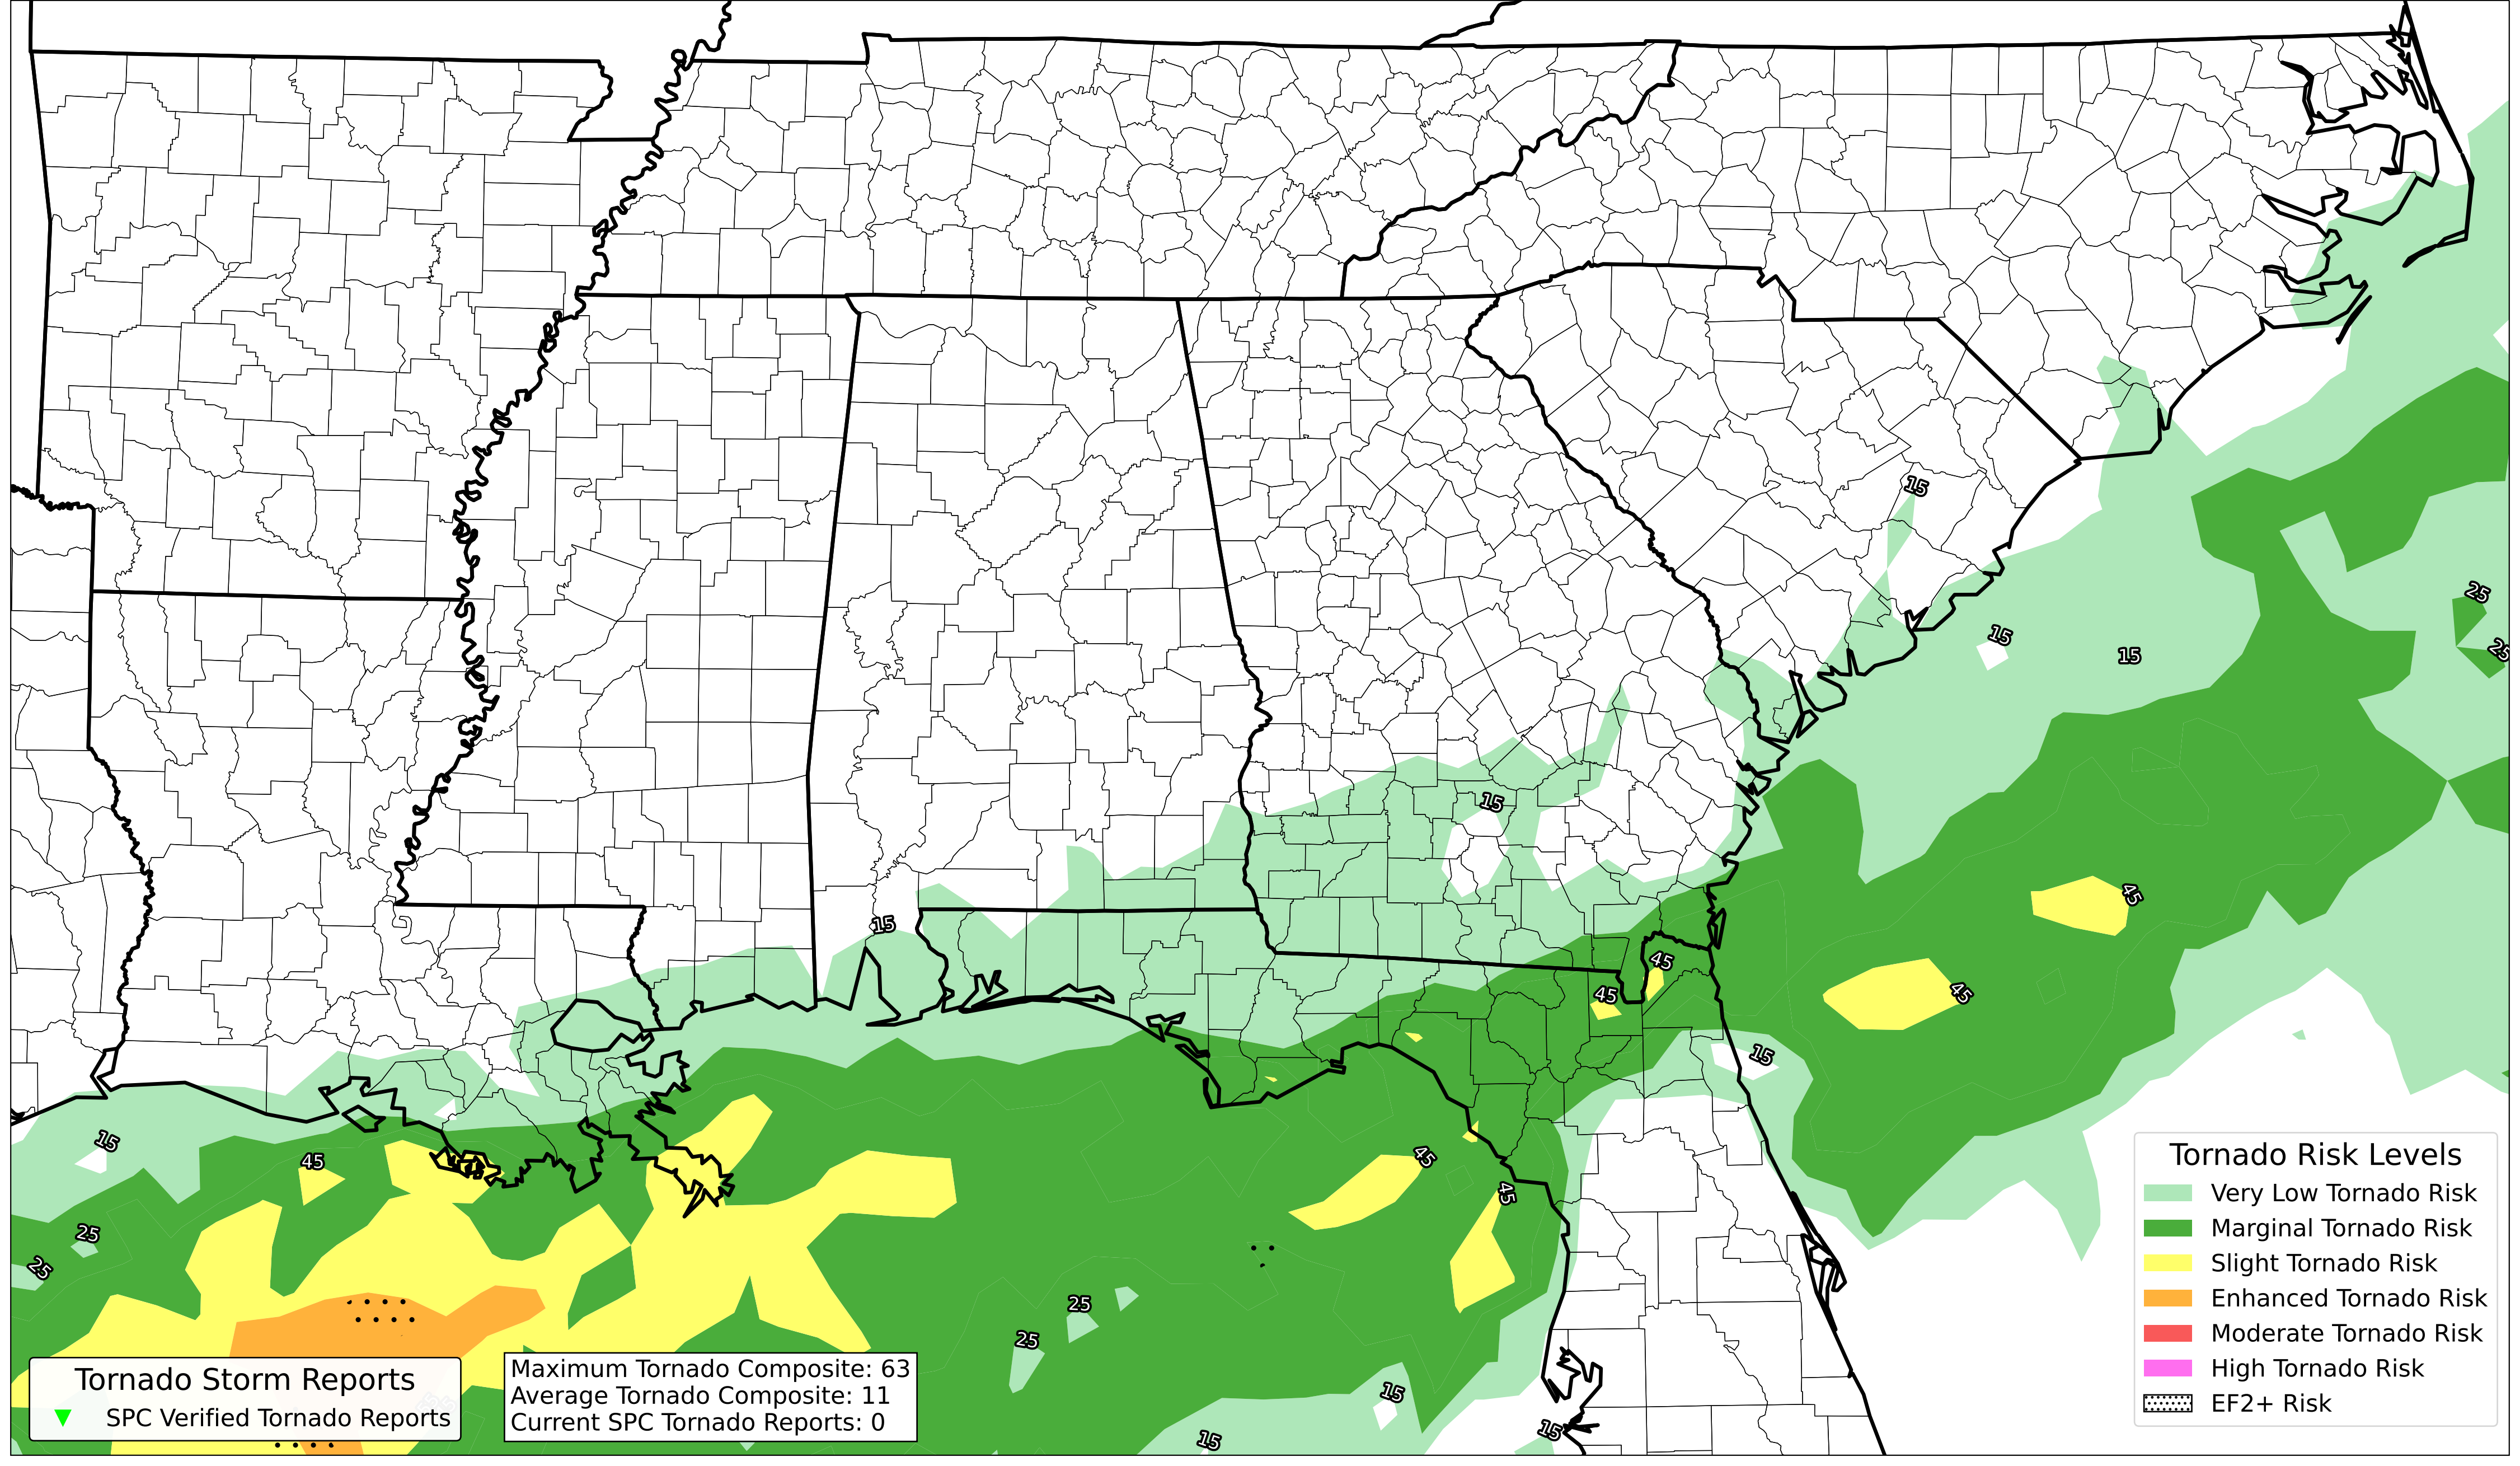 15
25
25
15
15
15
15
15
45
45
45
45
15
15
45
25
25
45
45
25
25
15
15
15
Tornado Risk Levels
Very Low Tornado Risk
Marginal Tornado Risk
Slight Tornado Risk
Enhanced Tornado Risk
Moderate Tornado Risk
High Tornado Risk
EF2+ Risk
Tornado Storm Reports
SPC Verified Tornado Reports
Maximum Tornado Composite: 63
Average Tornado Composite: 11
Current SPC Tornado Reports: 0